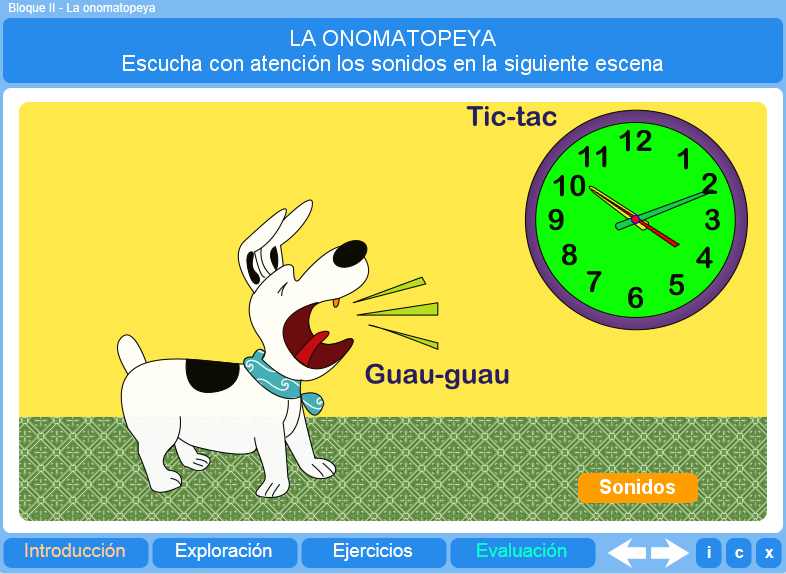 Bloque II - La onomatopeya
LA ONOMATOPEYA
Escucha con atención los sonidos en la siguiente escena
Tic-tac
12
11
1
10
2
9
3
8
4
7
5
6
Guau-guau
Sonidos
Introducción
Exploración
Ejercicios
Evaluación
i
c
x